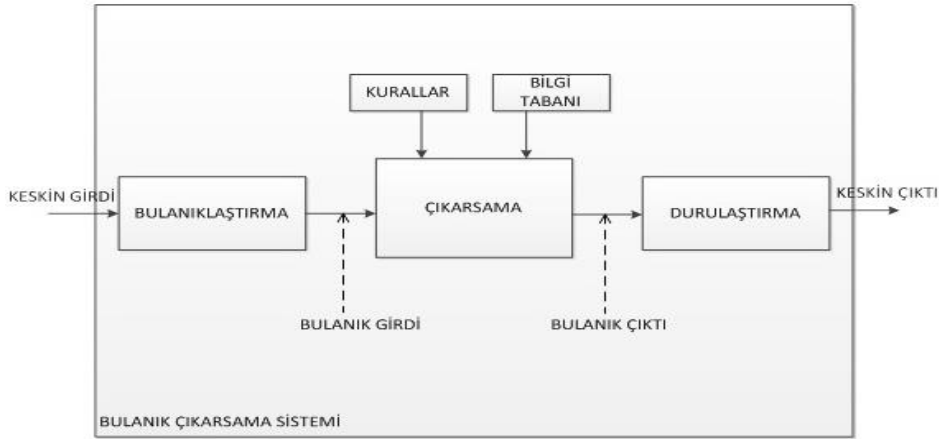 KURALLAR
BİLGİ
TABANI
KESKİN GİRDİ
BULANIKLAŞTIRMA
ÇIKARSAMA
DURULAŞTIRMA
KESKİN ÇIKTI
BULANIK GİRDİ
BULANIK ÇIKTI
BULANIK ÇIKARSAMA SİSTEMİ